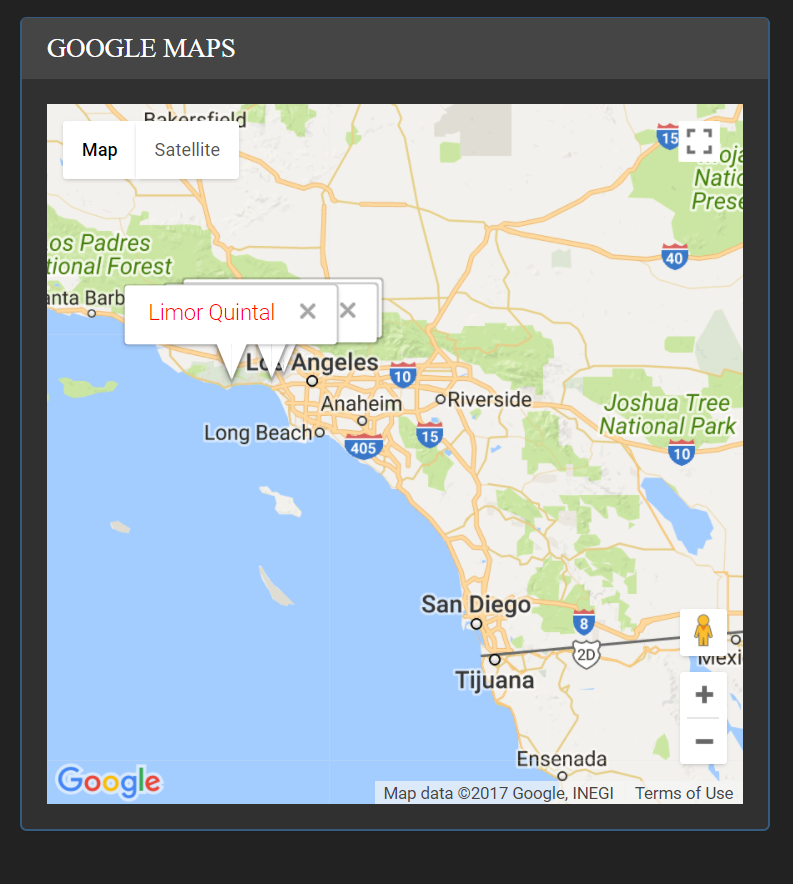 GOOGLE MAPS
Bakersfield
Map Satellite
15
Natio
Prese
40
os Padres
tional Forest
anta Barb
Limor Quintal
Los Angeles
10
Anaheim
Riverside
Long Beach
405
15
Joshua Tree
National Park
10
San Diego
8
2D
Mexi
Tijuana
Ensenada
Google
Map data ©2017 Google, INEGI Terms of Use